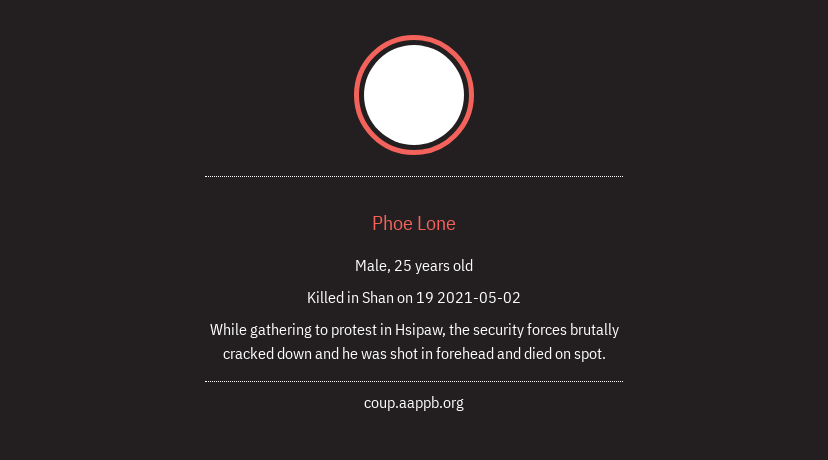 Phoe Lone
Male, 25 years old
Killed in Shan on 19 2021-05-02
While gathering to protest in Hsipaw, the security forces brutally
cracked down and he was shot in forehead and died on spot.
coup.aappb.org